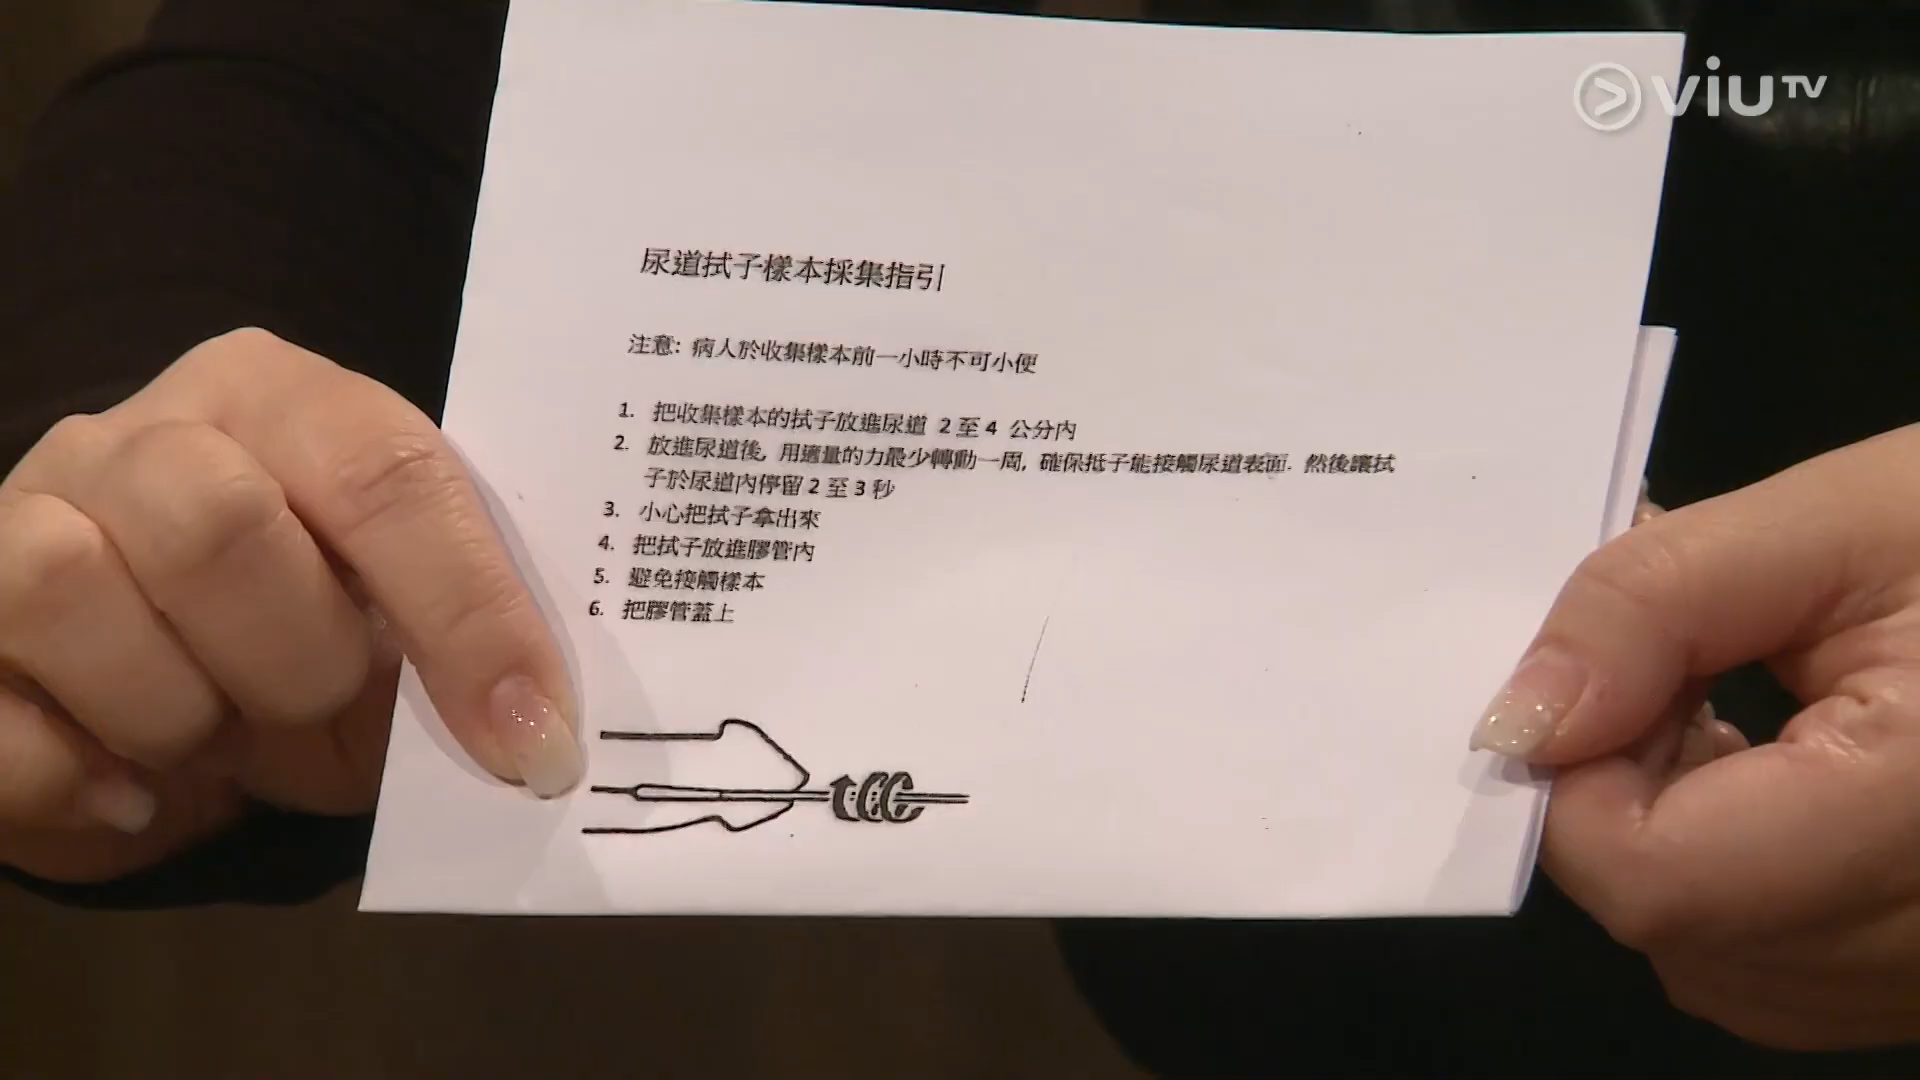 viuTV
尿道拭子樣本採集指引
注意: 病人於收集樣本前一小時不可小便
1. 把收集樣本的拭子放進尿道 2 至 4 公分內
2. 放進尿道後, 用適量的力最少轉動一周, 確保拭子能接觸尿道表面. 然後讓拭
子於尿道內停留 2 至 3 秒
3. 小心把拭子拿出來
4. 把拭子放進膠管內
5. 避免接觸樣本
6. 把膠管蓋上